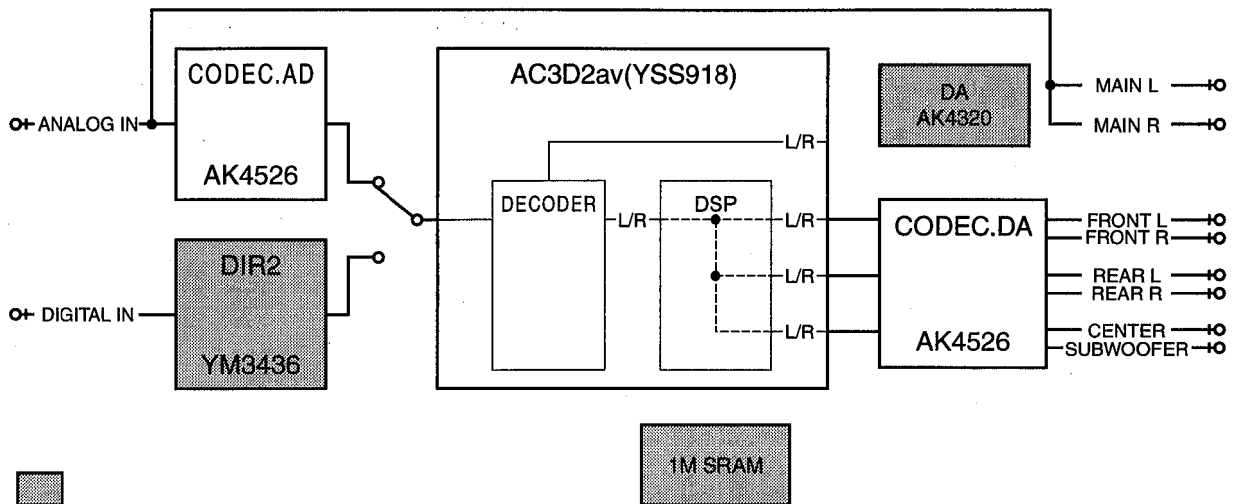 CODEC.AD
AK4526
AC3D2av(YSS918)
DA
AK4320
MAIN L
MAIN R
ANALOG IN
L/R
DECODER
L/R
DSP
L/R
L/R
L/R
CODEC.DA
AK4526
FRONT L
FRONT R
REAR L
REAR R
CENTER
SUBWOOFER
DIR2
YM3436
DIGITAL IN
1M SRAM